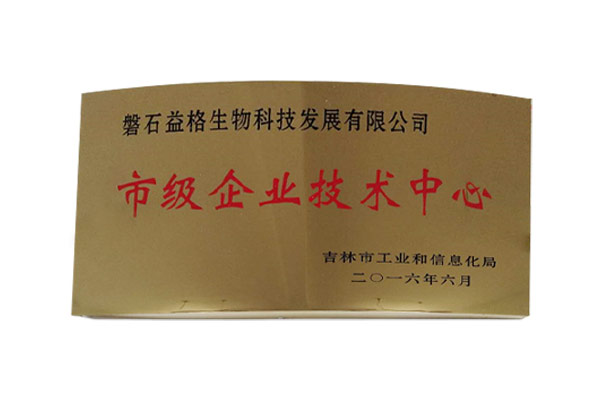 磐石益格生物科技发展有限公司
市级企业技术中心
吉林市工业和信息化局
二〇一六年六月